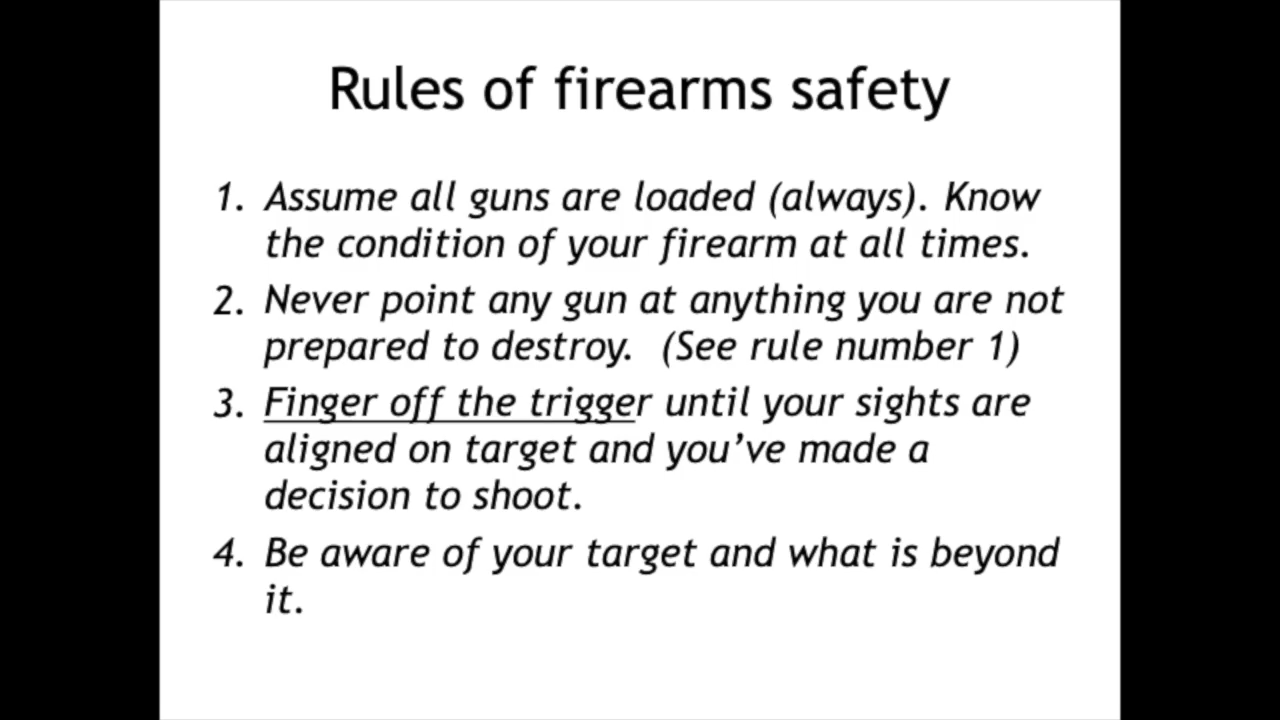 Rules of firearms safety
1. Assume all guns are loaded (always). Know
the condition of your firearm at all times.
2. Never point any gun at anything you are not
prepared to destroy.  (See rule number 1)
3. Finger off the trigger until your sights are
aligned on target and you’ve made a
decision to shoot.
4. Be aware of your target and what is beyond
it.